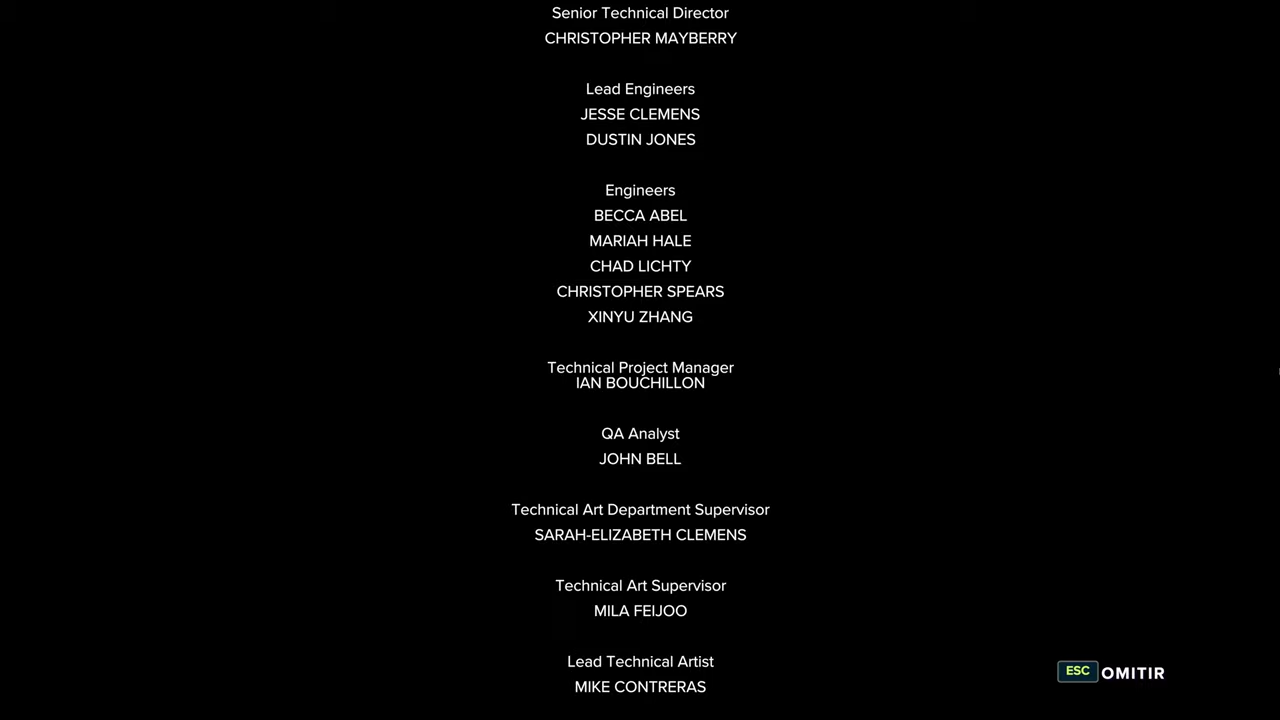 Senior Technical Director
CHRISTOPHER MAYBERRY
Lead Engineers
JESSE CLEMENS
DUSTIN JONES
Engineers
BECCA ABEL
MARIAH HALE
CHAD LICHTY
CHRISTOPHER SPEARS
XINYU ZHANG
Technical Project Manager
IAN BOUCHILLON
QA Analyst
JOHN BELL
Technical Art Department Supervisor
SARAH-ELIZABETH CLEMENS
Technical Art Supervisor
MILA FEIJOO
Lead Technical Artist
MIKE CONTRERAS
ESC OMITIR